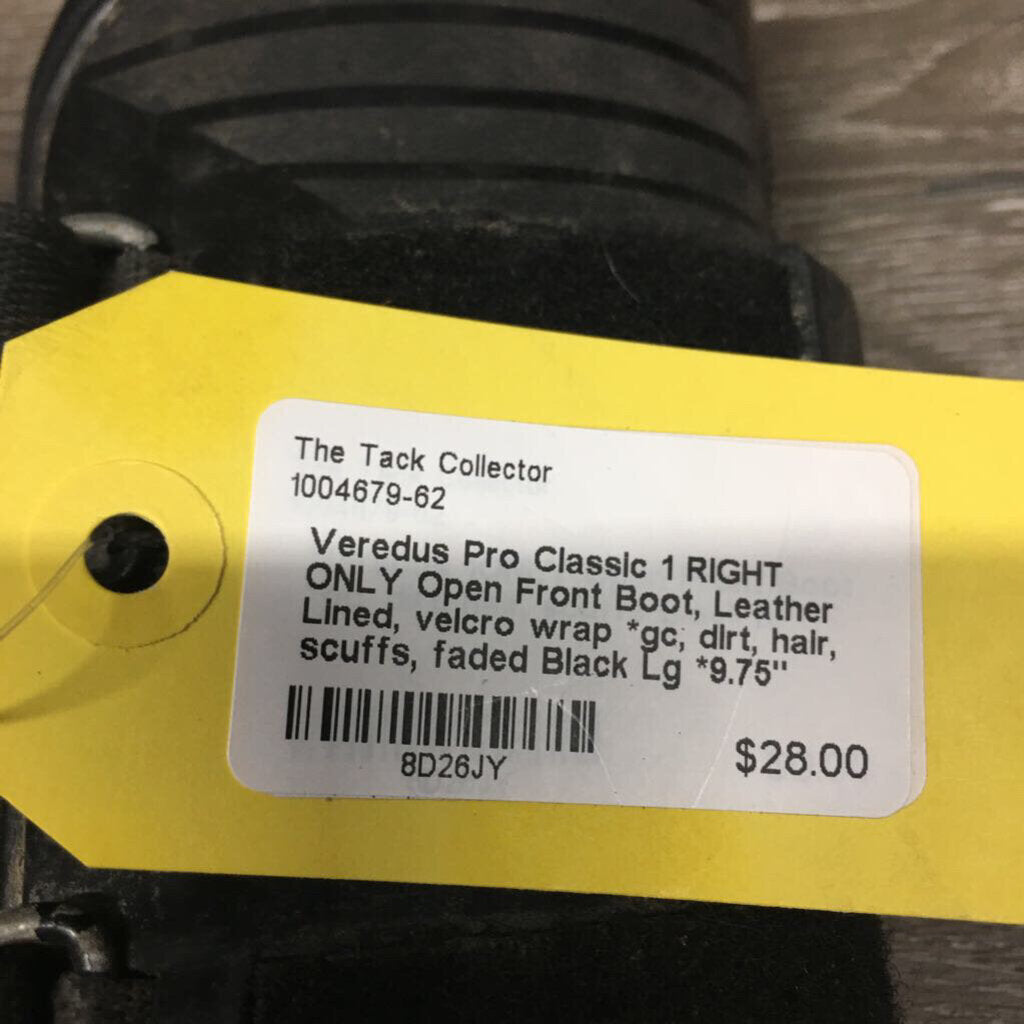 The Tack Collector
1004679-62
Veredus Pro Classic 1 RIGHT
ONLY Open Front Boot, Leather
Lined, velcro wrap *gc, dirt, hair,
scuffs, faded Black Lg *9.75"
8D26JY
$28.00